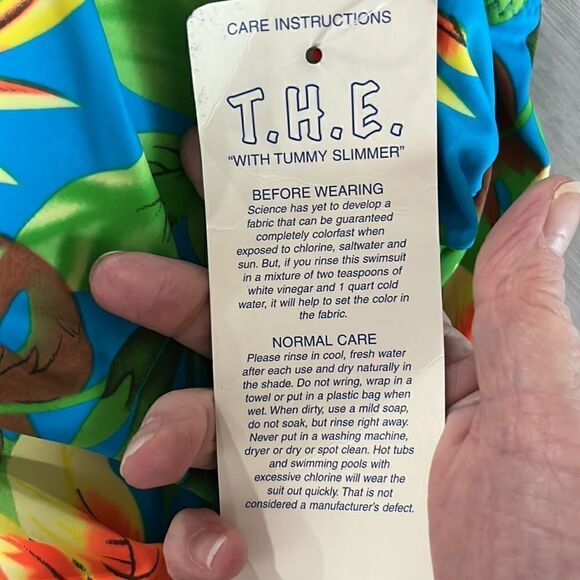 CARE INSTRUCTIONS
T.H.E.
"WITH TUMMY SLIMMER"
BEFORE WEARING
Science has yet to develop a
fabric that can be guaranteed
completely colorfast when
exposed to chlorine, saltwater and
sun. But, if you rinse this swimsuit
in a mixture of two teaspoons of
white vinegar and 1 quart cold
water, it will help to set the color in
the fabric.
NORMAL CARE
Please rinse in cool, fresh water
after each use and dry naturally in
the shade. Do not wring, wrap in a
towel or put in a plastic bag when
wet. When dirty, use a mild soap,
do not soak, but rinse right away.
Never put in a washing machine,
dryer or dry or spot clean. Hot tubs
and swimming pools with
excessive chlorine will wear the
suit out quickly. That is not
considered a manufacturer's defect.